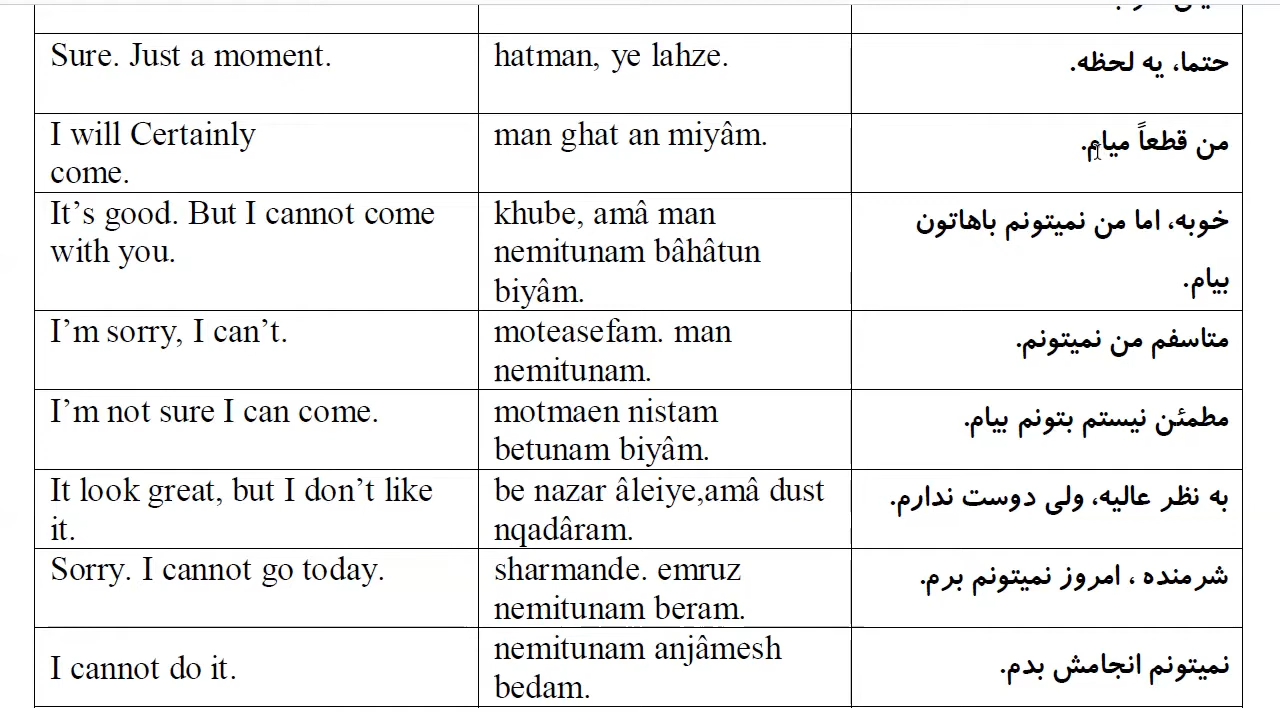 Sure. Just a moment.
hatman, ye lahze.
حتما، یه لحظه.
I will Certainly
come.
man ghat an miyâm.
من قطعاً میام.
It’s good. But I cannot come
with you.
khube, amâ man
nemitunam bâhâtun
biyâm.
خوبه، اما من نمیتونم باهاتون
بیام.
I’m sorry, I can’t.
moteasefam. man
nemitunam.
متاسفم من نمیتونم.
I’m not sure I can come.
motmaen nistam
betunam biyâm.
مطمئن نیستم بتونم بیام.
It look great, but I don’t like
it.
be nazar âleiye,amâ dust
nqadâram.
به نظر عالیه، ولی دوست ندارم.
Sorry. I cannot go today.
sharmande. emruz
nemitunam beram.
شرمنده ، امروز نمیتونم برم.
I cannot do it.
nemitunam anjâmesh
bedam.
نمیتونم انجامش بدم.